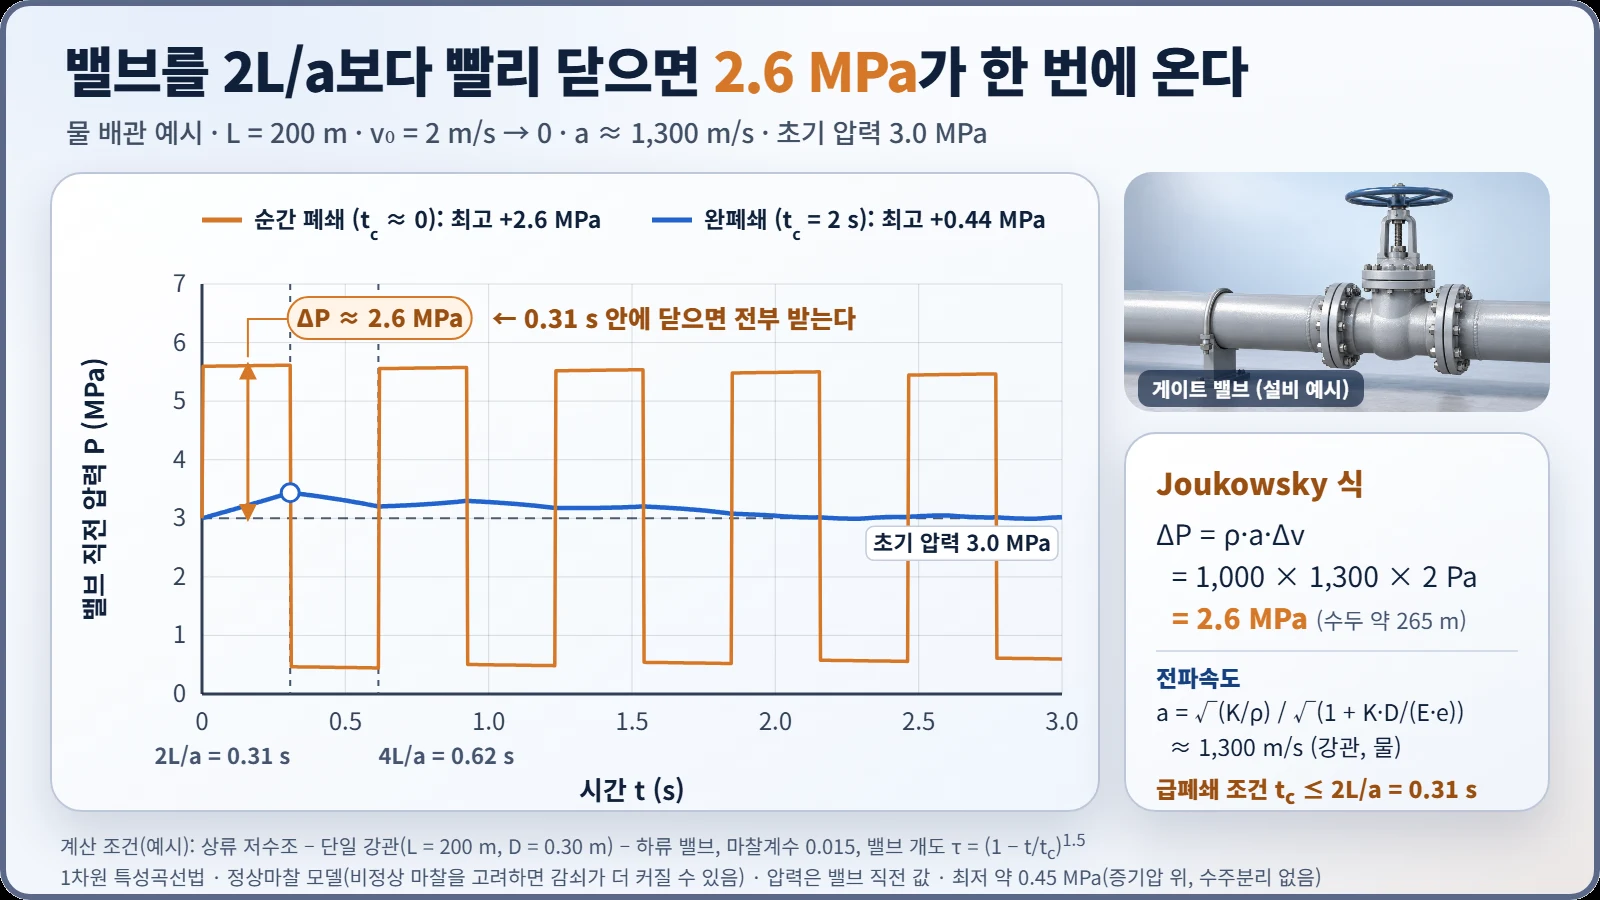 밸브를 2L/a보다 빨리 닫으면 2.6 MPa가 한 번에 온다
물 배관 예시 · L = 200 m · v₀ = 2 m/s → 0 · a ≈ 1,300 m/s · 초기 압력 3.0 MPa
순간 폐쇄 (t_c ≈ 0): 최고 +2.6 MPa
완폐쇄 (t_c = 2 s): 최고 +0.44 MPa
밸브 직전 압력 P (MPa)
7
6
5
4
3
2
1
0
ΔP ≈ 2.6 MPa
← 0.31 s 안에 닫으면 전부 받는다
초기 압력 3.0 MPa
0 0.5 1.0 1.5 2.0 2.5 3.0
2L/a = 0.31 s
4L/a = 0.62 s
시간 t (s)
게이트 밸브 (설비 예시)
Joukowsky 식
ΔP = ρ·a·Δv
= 1,000 × 1,300 × 2 Pa
= 2.6 MPa (수두 약 265 m)
전파속도
a = √(K/ρ) / √(1 + K·D/(E·e))
≈ 1,300 m/s (강관, 물)
급폐쇄 조건 t_c ≤ 2L/a = 0.31 s
계산 조건(예시): 상류 저수조 – 단일 강관(L = 200 m, D = 0.30 m) – 하류 밸브, 마찰계수 0.015, 밸브 개도 τ = (1 − t/t_c)^1.5
1차원 특성곡선법 · 정상마찰 모델(비정상 마찰을 고려하면 감쇠가 더 커질 수 있음) · 압력은 밸브 직전 값 · 최저 약 0.45 MPa(증기압 위, 수주분리 없음)